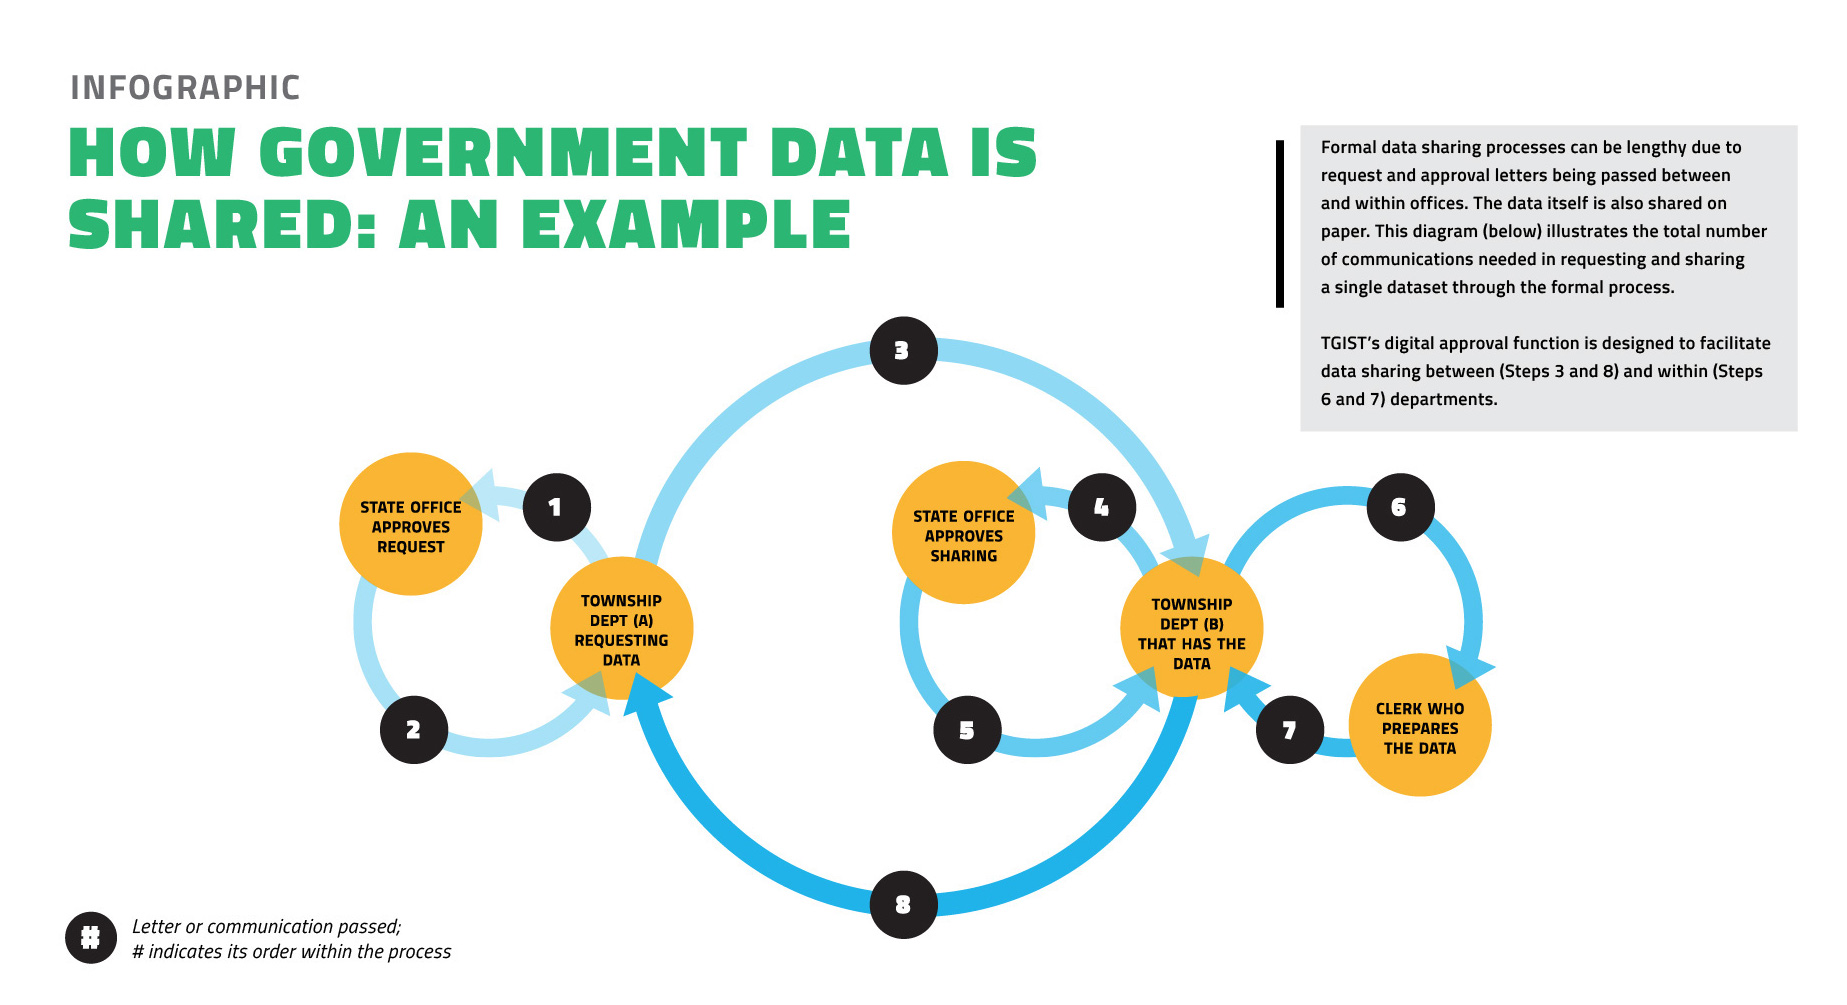 INFOGRAPHIC
HOW GOVERNMENT DATA IS
SHARED: AN EXAMPLE
Formal data sharing processes can be lengthy due to
request and approval letters being passed between
and within offices. The data itself is also shared on
paper. This diagram (below) illustrates the total number
of communications needed in requesting and sharing
a single dataset through the formal process.
TGIST’s digital approval function is designed to facilitate
data sharing between (Steps 3 and 8) and within (Steps
6 and 7) departments.
3
STATE OFFICE
APPROVES
REQUEST
1
TOWNSHIP
DEPT (A)
REQUESTING
DATA
2
STATE OFFICE
APPROVES
SHARING
4
TOWNSHIP
DEPT (B)
THAT HAS THE
DATA
5
6
CLERK WHO
PREPARES
THE DATA
7
8
#
Letter or communication passed;
# indicates its order within the process